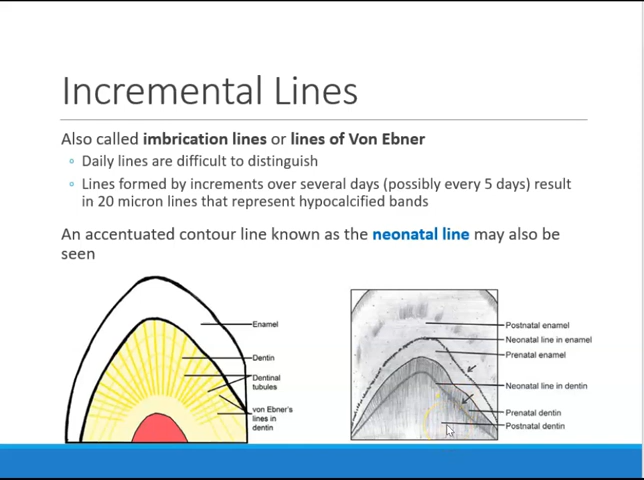 Incremental Lines
Also called imbrication lines or lines of Von Ebner
Daily lines are difficult to distinguish
Lines formed by increments over several days (possibly every 5 days) result
in 20 micron lines that represent hypocalcified bands
An accentuated contour line known as the neonatal line may also be
seen
Enamel
Dentin
Dentinal
tubules
von Ebner's
lines in
dentin
Postnatal enamel
Neonatal line in enamel
Prenatal enamel
Neonatal line in dentin
Prenatal dentin
Postnatal dentin